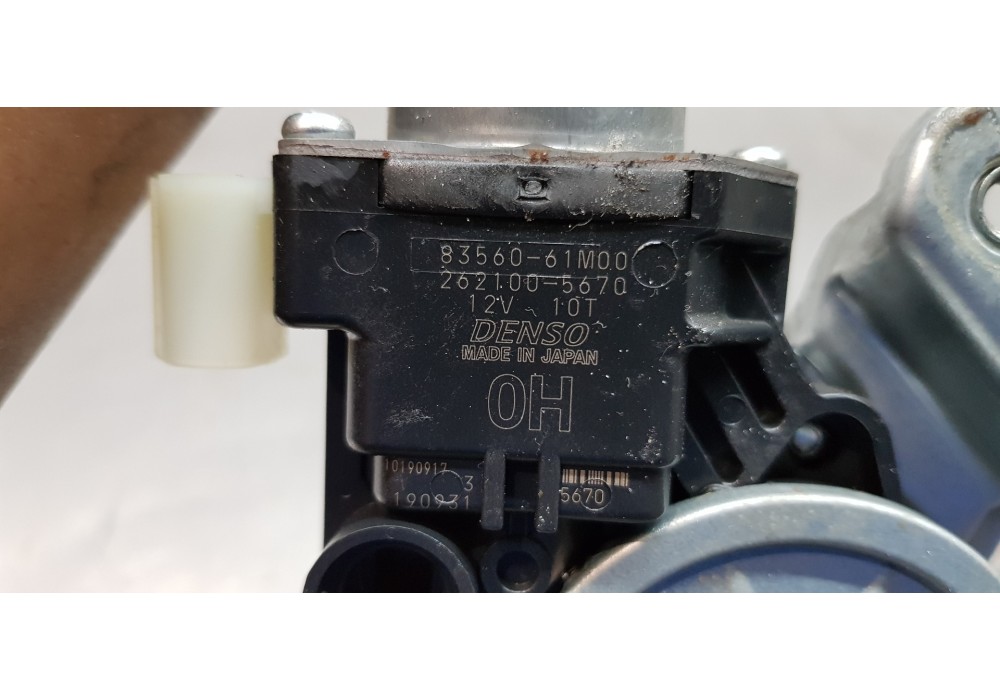 83560-61M00
262100-5670
12V 10T
DENSO
MADE IN JAPAN
0H
10190917
3
190931
5670